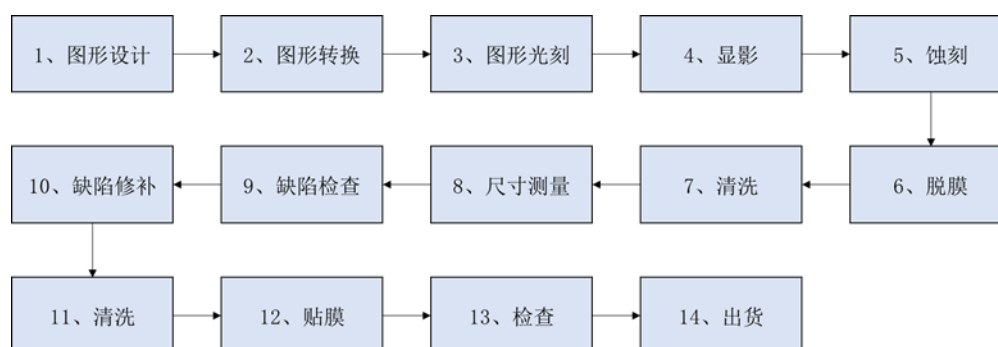 1、图形设计
2、图形转换
3、图形光刻
4、显影
5、蚀刻
6、脱膜
7、清洗
8、尺寸测量
9、缺陷检查
10、缺陷修补
11、清洗
12、贴膜
13、检查
14、出货